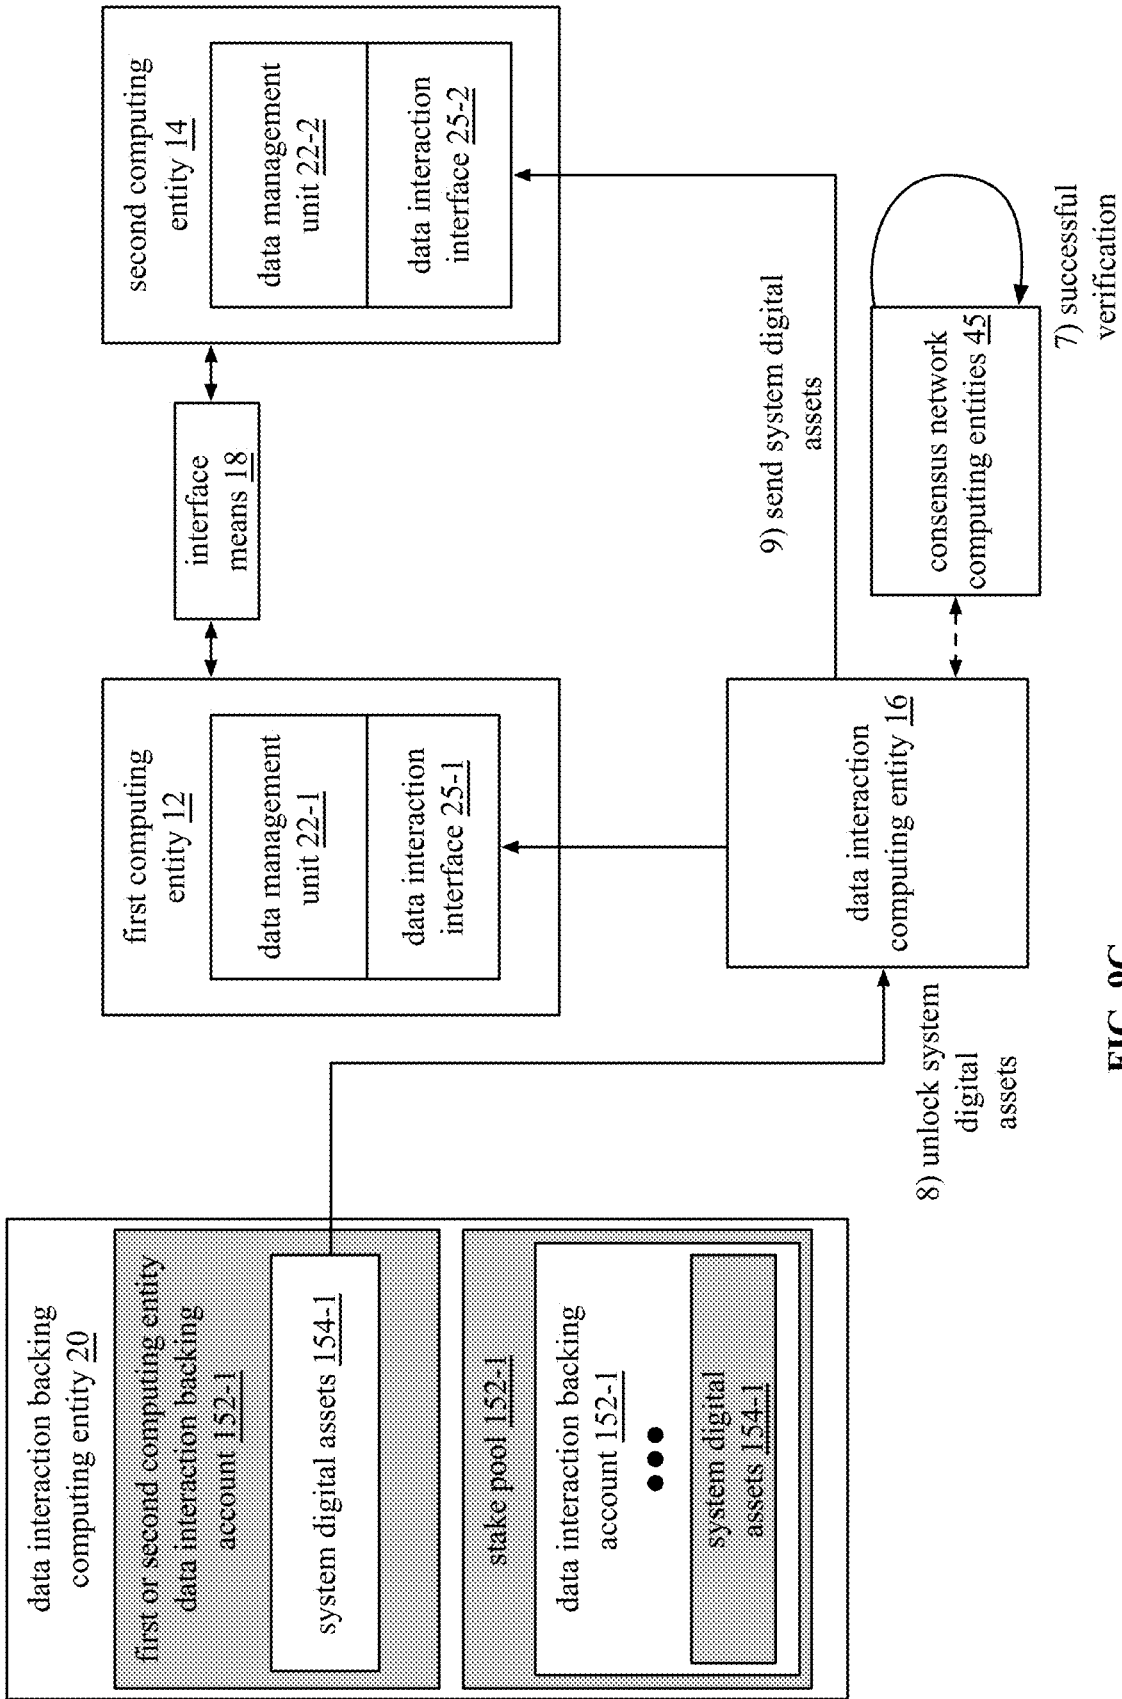 data interaction backing
computing entity 20
first or second computing entity
data interaction backing
account 152-1
system digital assets 154-1
stake pool 152-1
data interaction backing
account 152-1
system digital
assets 154-1
first computing
entity 12
data management
unit 22-1
data interaction
interface 25-1
interface
means 18
second computing
entity 14
data management
unit 22-2
data interaction
interface 25-2
8) unlock system
digital
assets
data interaction
computing entity 16
9) send system digital
assets
consensus network
computing entities 45
7) successful
verification
FIG. 9C